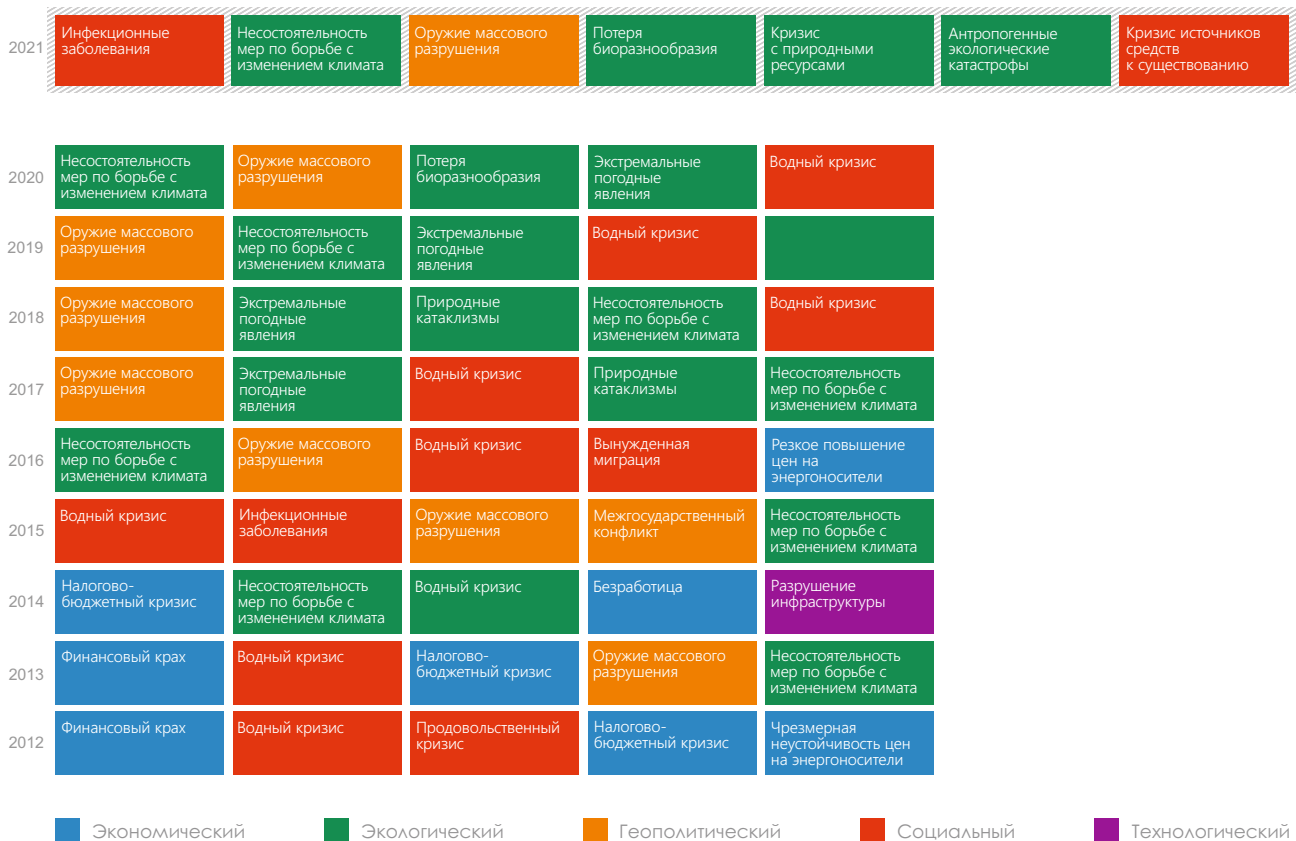 2021
Инфекционные
заболевания
Несостоятельность
мер по борьбе с
изменением климата
Оружие массового
разрушения
Потеря
биоразнообразия
Кризис
с природными
ресурсами
Антропогенные
экологические
катастрофы
Кризис источников
средств
к существованию
2020
Несостоятельность
мер по борьбе с
изменением климата
Оружие массового
разрушения
Потеря
биоразнообразия
Экстремальные
погодные
явления
Водный кризис
2019
Оружие массового
разрушения
Несостоятельность
мер по борьбе с
изменением климата
Экстремальные
погодные
явления
Водный кризис
2018
Оружие массового
разрушения
Экстремальные
погодные
явления
Природные
катаклизмы
Несостоятельность
мер по борьбе с
изменением климата
Водный кризис
2017
Оружие массового
разрушения
Экстремальные
погодные
явления
Водный кризис
Природные
катаклизмы
Несостоятельность
мер по борьбе с
изменением климата
2016
Несостоятельность
мер по борьбе с
изменением климата
Оружие массового
разрушения
Водный кризис
Вынужденная
миграция
Резкое повышение
цен на
энергоносители
2015
Водный кризис
Инфекционные
заболевания
Оружие массового
разрушения
Межгосударственный
конфликт
Несостоятельность
мер по борьбе с
изменением климата
2014
Налогово-
бюджетный кризис
Несостоятельность
мер по борьбе с
изменением климата
Водный кризис
Безработица
Разрушение
инфраструктуры
2013
Финансовый крах
Водный кризис
Налогово-
бюджетный кризис
Оружие массового
разрушения
Несостоятельность
мер по борьбе с
изменением климата
2012
Финансовый крах
Водный кризис
Продовольственный
кризис
Налогово-
бюджетный кризис
Чрезмерная
неустойчивость цен
на энергоносители
Экономический
Экологический
Геополитический
Социальный
Технологический